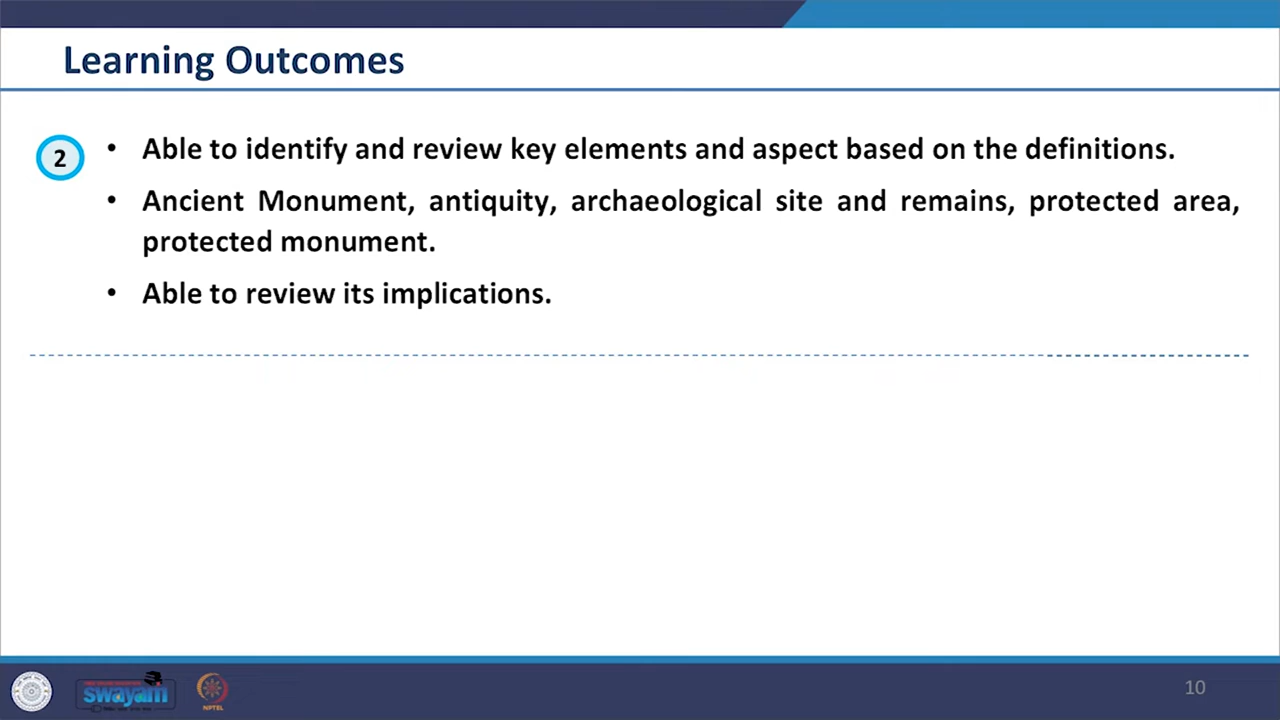 Learning Outcomes
2
• Able to identify and review key elements and aspect based on the definitions.
• Ancient Monument, antiquity, archaeological site and remains, protected area,
protected monument.
• Able to review its implications.
swayam
NPTEL
10